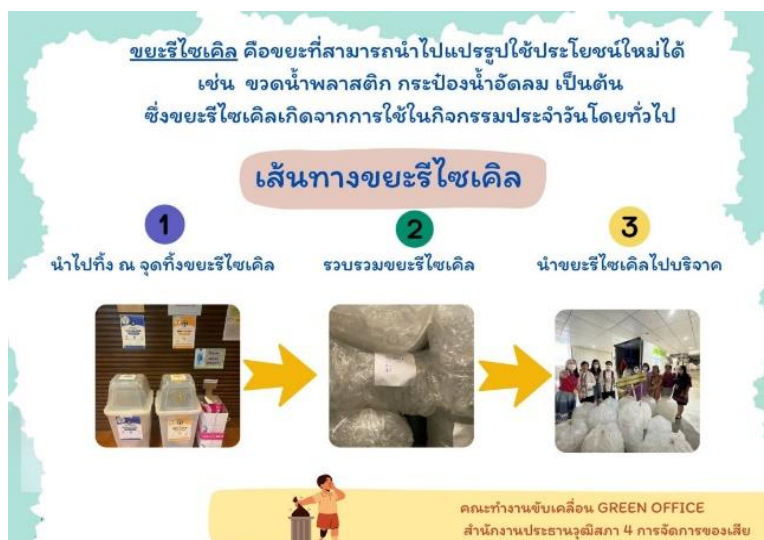 ขยะรีไซเคิล คือขยะที่สามารถนำไปแปรรูปใช้ประโยชน์ใหม่ได้
เช่น ขวดน้ำพลาสติก กระป๋องน้ำอัดลม เป็นต้น
ซึ่งขยะรีไซเคิลเกิดจากการใช้ในกิจกรรมประจำวันโดยทั่วไป
เส้นทางขยะรีไซเคิล
1
นำไปทิ้ง ณ จุดทิ้งขยะรีไซเคิล
2
รวบรวมขยะรีไซเคิล
3
นำขยะรีไซเคิลไปบริจาค
คณะทำงานขับเคลื่อน GREEN OFFICE
สำนักงานประธานวุฒิสภา 4 การจัดการของเสีย